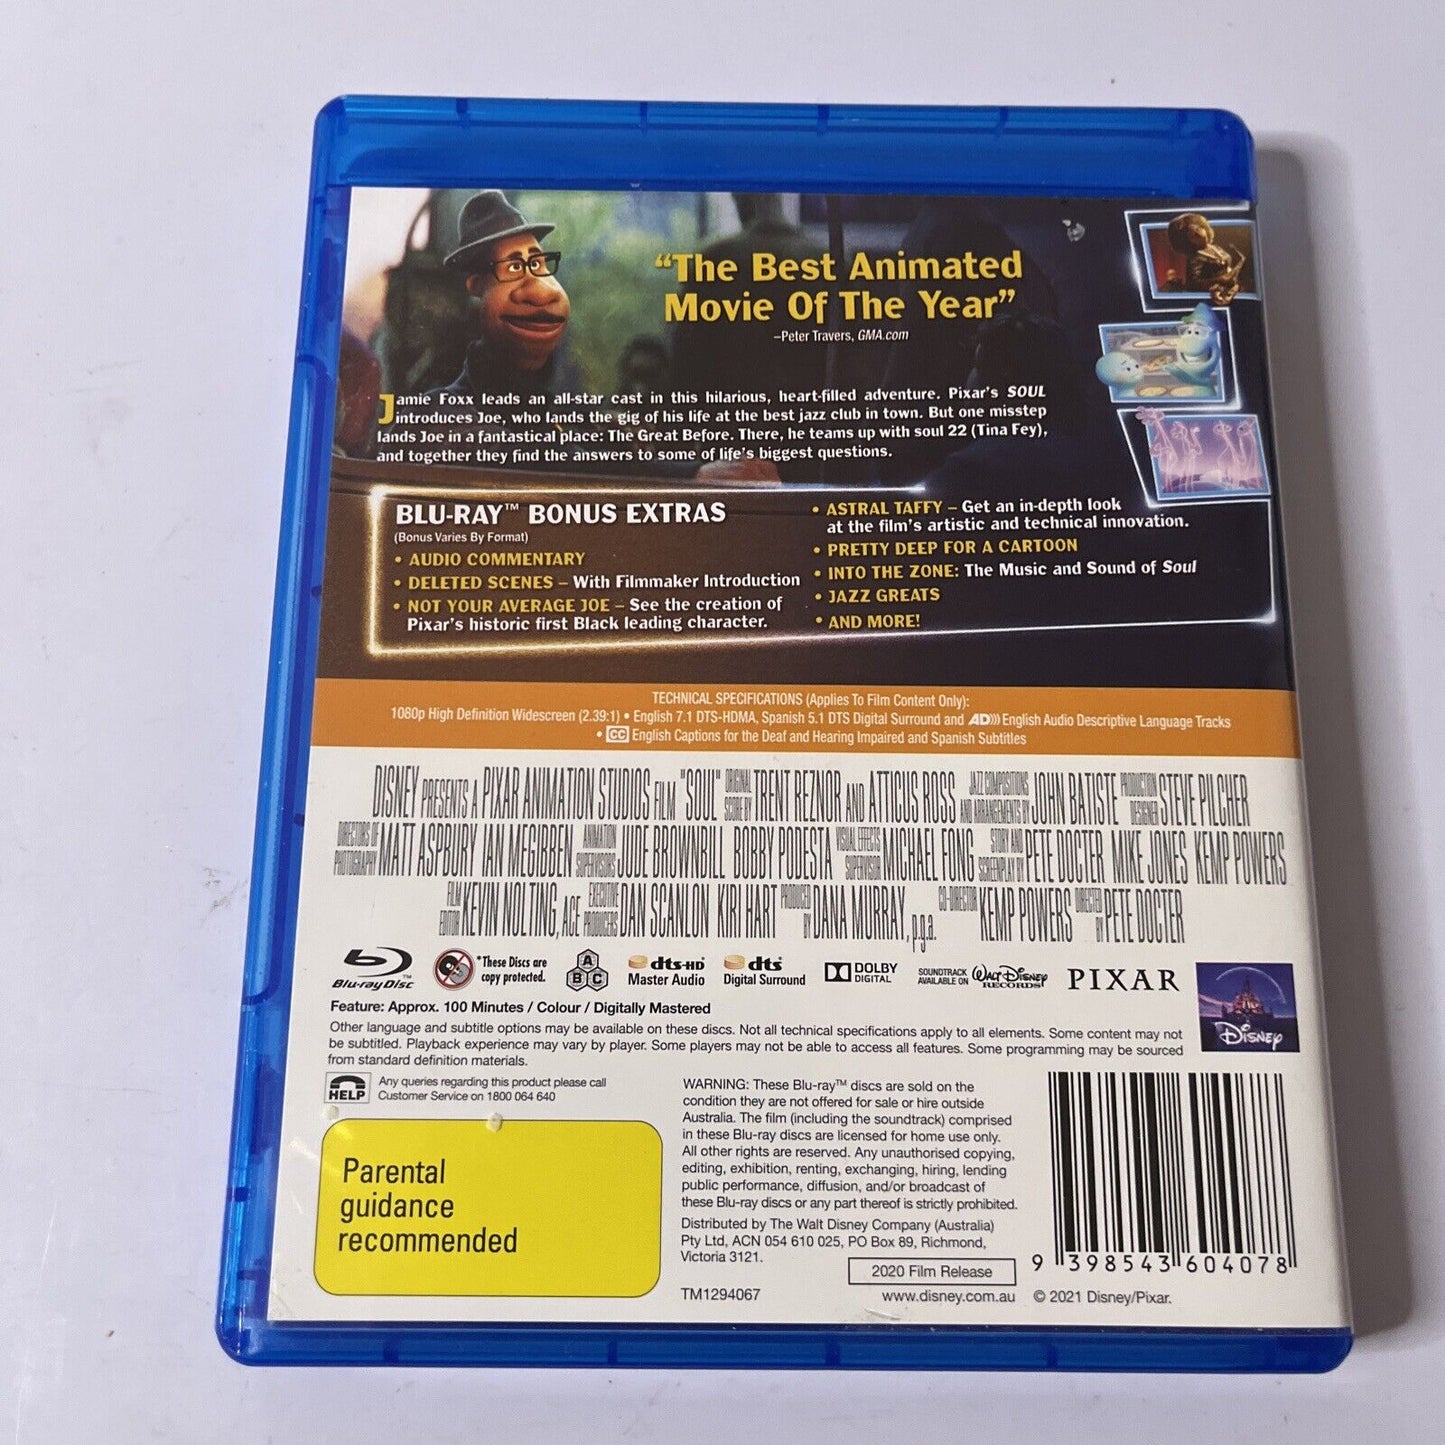 “The Best Animated
Movie Of The Year”
–Peter Travers, GMA.com
Jamie Foxx leads an all-star cast in this hilarious, heart-filled adventure. Pixar’s SOUL
introduces Joe, who lands the gig of his life at the best jazz club in town. But one misstep
lands Joe in a fantastical place: The Great Before. There, he teams up with soul 22 (Tina Fey),
and together they find the answers to some of life’s biggest questions.
BLU-RAY™ BONUS EXTRAS
(Bonus Varies By Format)
• AUDIO COMMENTARY
• DELETED SCENES – With Filmmaker Introduction
• NOT YOUR AVERAGE JOE – See the creation of
Pixar’s historic first Black leading character.
• ASTRAL TAFFY – Get an in-depth look
at the film’s artistic and technical innovation.
• PRETTY DEEP FOR A CARTOON
• INTO THE ZONE: The Music and Sound of Soul
• JAZZ GREATS
• AND MORE!
TECHNICAL SPECIFICATIONS (Applies To Film Content Only):
1080p High Definition Widescreen (2.39:1) • English 7.1 DTS-HDMA, Spanish 5.1 DTS Digital Surround and AD))) English Audio Descriptive Language Tracks
• CC English Captions for the Deaf and Hearing Impaired and Spanish Subtitles
DISNEY PRESENTS A PIXAR ANIMATION STUDIOS FILM "SOUL" ORIGINAL SCORE BY TRENT REZNOR AND ATTICUS ROSS JAZZ COMPOSITIONS AND ARRANGEMENTS BY JOHN BATISTE PRODUCTION DESIGNER STEVE PILCHER
DIRECTORS OF PHOTOGRAPHY MATT ASPBURY IAN MEGIBBEN ANIMATION SUPERVISORS JUDE BROWNBILL BOBBY PODESTA VISUAL EFFECTS SUPERVISOR MICHAEL FONG STORY AND SCREENPLAY BY PETE DOCTER MIKE JONES KEMP POWERS
FILM EDITOR KEVIN NOLTING, ACE EXECUTIVE PRODUCERS DAN SCANLON KIRI HART PRODUCED BY DANA MURRAY, p.g.a. CO-DIRECTOR KEMP POWERS DIRECTED BY PETE DOCTER
Blu-ray Disc™
*These Discs are
copy protected.
A
B C
dts-HD
Master Audio
dts
Digital Surround
DOLBY
DIGITAL
SOUNDTRACK
AVAILABLE ON
WALT DISNEY
RECORDS
PIXAR
DISNEY
Feature: Approx. 100 Minutes / Colour / Digitally Mastered
Other language and subtitle options may be available on these discs. Not all technical specifications apply to all elements. Some content may not
be subtitled. Playback experience may vary by player. Some players may not be able to access all features. Some programming may be sourced
from standard definition materials.
HELP
Any queries regarding this product please call
Customer Service on 1800 064 640
Parental
guidance
recommended
WARNING: These Blu-ray™ discs are sold on the
condition they are not offered for sale or hire outside
Australia. The film (including the soundtrack) comprised
in these Blu-ray discs are licensed for home use only.
All other rights are reserved. Any unauthorised copying,
editing, exhibition, renting, exchanging, hiring, lending
public performance, diffusion, and/or broadcast of
these Blu-ray discs or any part thereof is strictly prohibited.
Distributed by The Walt Disney Company (Australia)
Pty Ltd, ACN 054 610 025, PO Box 89, Richmond,
Victoria 3121.
2020 Film Release
TM1294067
www.disney.com.au
9 398543 604078
© 2021 Disney/Pixar.